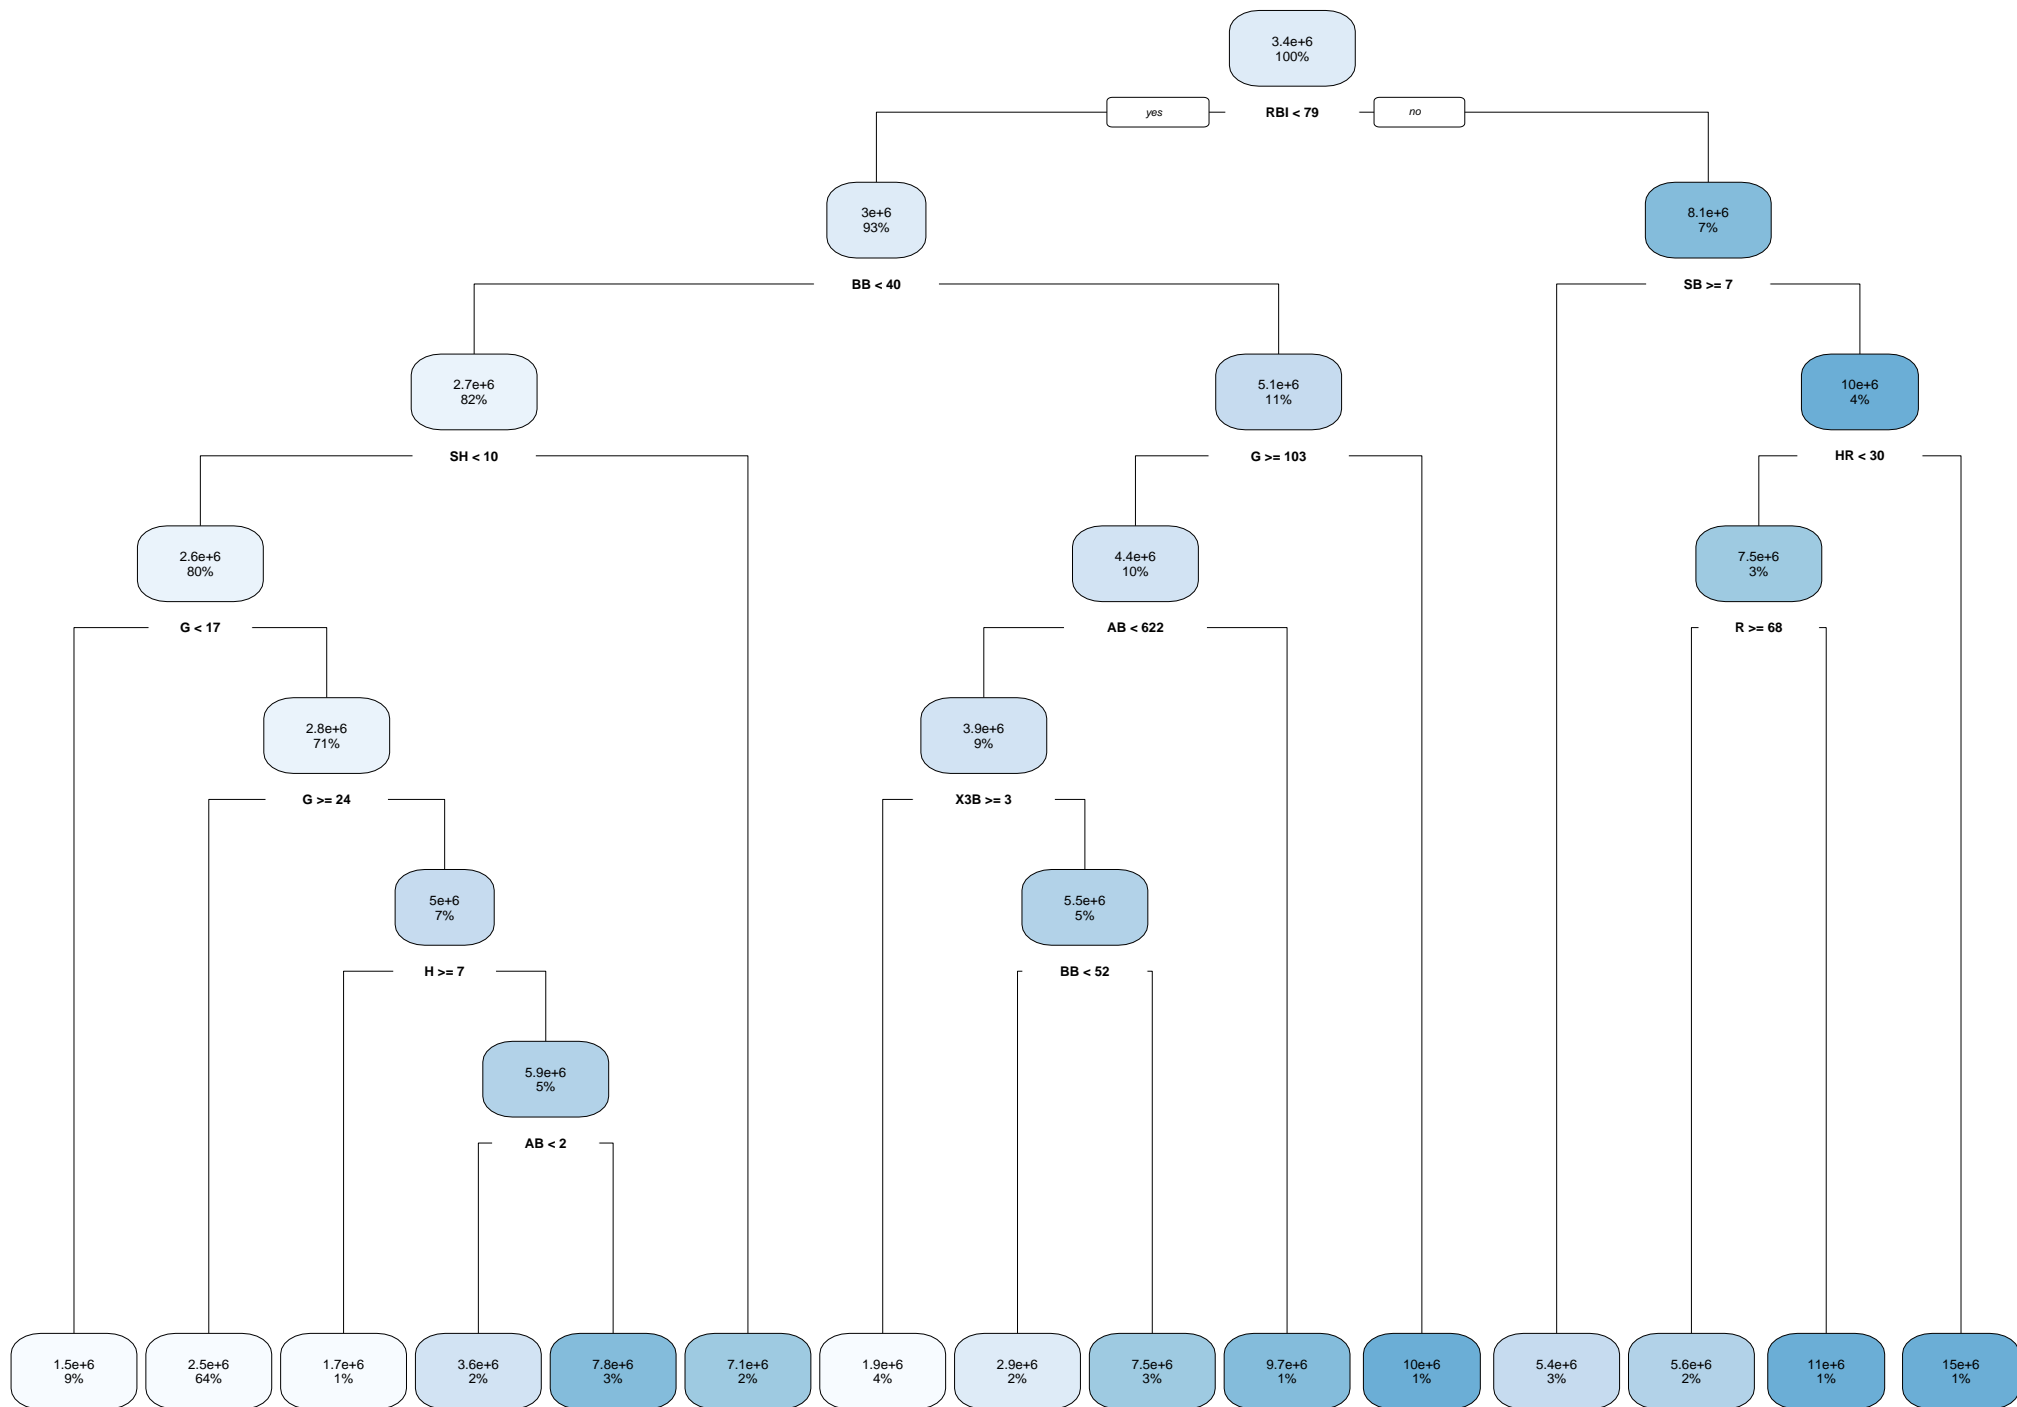 3.4e+6
100%
yes
RBI < 79
no
3e+6
93%
8.1e+6
7%
BB < 40
SB >= 7
2.7e+6
82%
5.1e+6
11%
10e+6
4%
SH < 10
G >= 103
HR < 30
2.6e+6
80%
4.4e+6
10%
7.5e+6
3%
G < 17
AB < 622
R >= 68
2.8e+6
71%
3.9e+6
9%
G >= 24
X3B >= 3
5e+6
7%
5.5e+6
5%
H >= 7
BB < 52
5.9e+6
5%
AB < 2
1.5e+6
9%
2.5e+6
64%
1.7e+6
1%
3.6e+6
2%
7.8e+6
3%
7.1e+6
2%
1.9e+6
4%
2.9e+6
2%
7.5e+6
3%
9.7e+6
1%
10e+6
1%
5.4e+6
3%
5.6e+6
2%
11e+6
1%
15e+6
1%